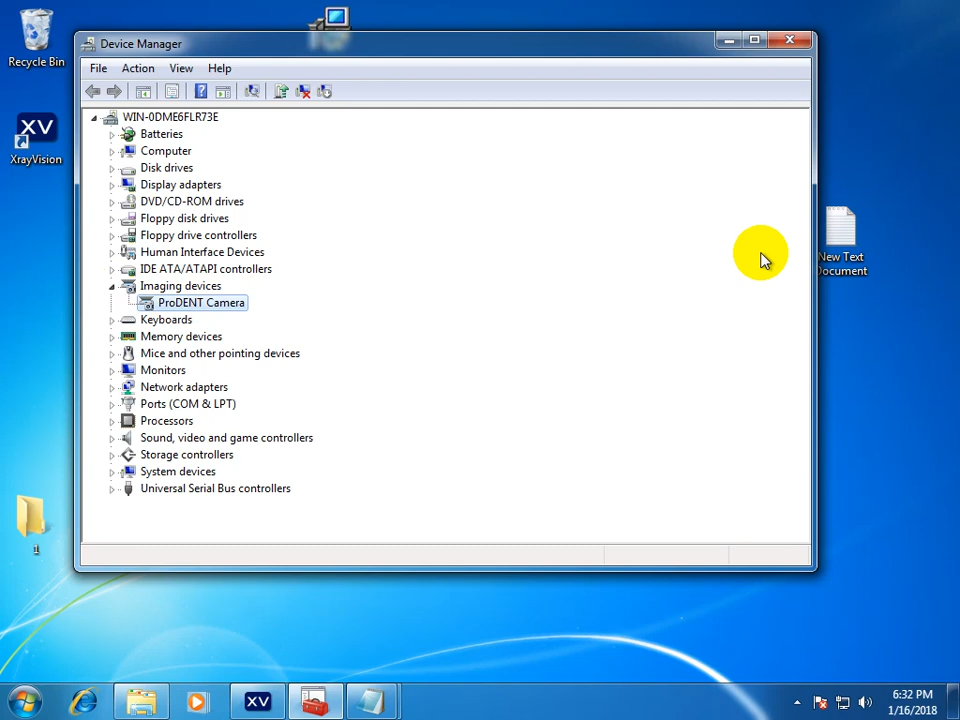 Recycle Bin
XV
XrayVision
1
Device Manager
File Action View Help
WIN-0DME6FLR73E
Batteries
Computer
Disk drives
Display adapters
DVD/CD-ROM drives
Floppy disk drives
Floppy drive controllers
Human Interface Devices
IDE ATA/ATAPI controllers
Imaging devices
ProDENT Camera
Keyboards
Memory devices
Mice and other pointing devices
Monitors
Network adapters
Ports (COM & LPT)
Processors
Sound, video and game controllers
Storage controllers
System devices
Universal Serial Bus controllers
New Text
Document
XV
6:32 PM
1/16/2018